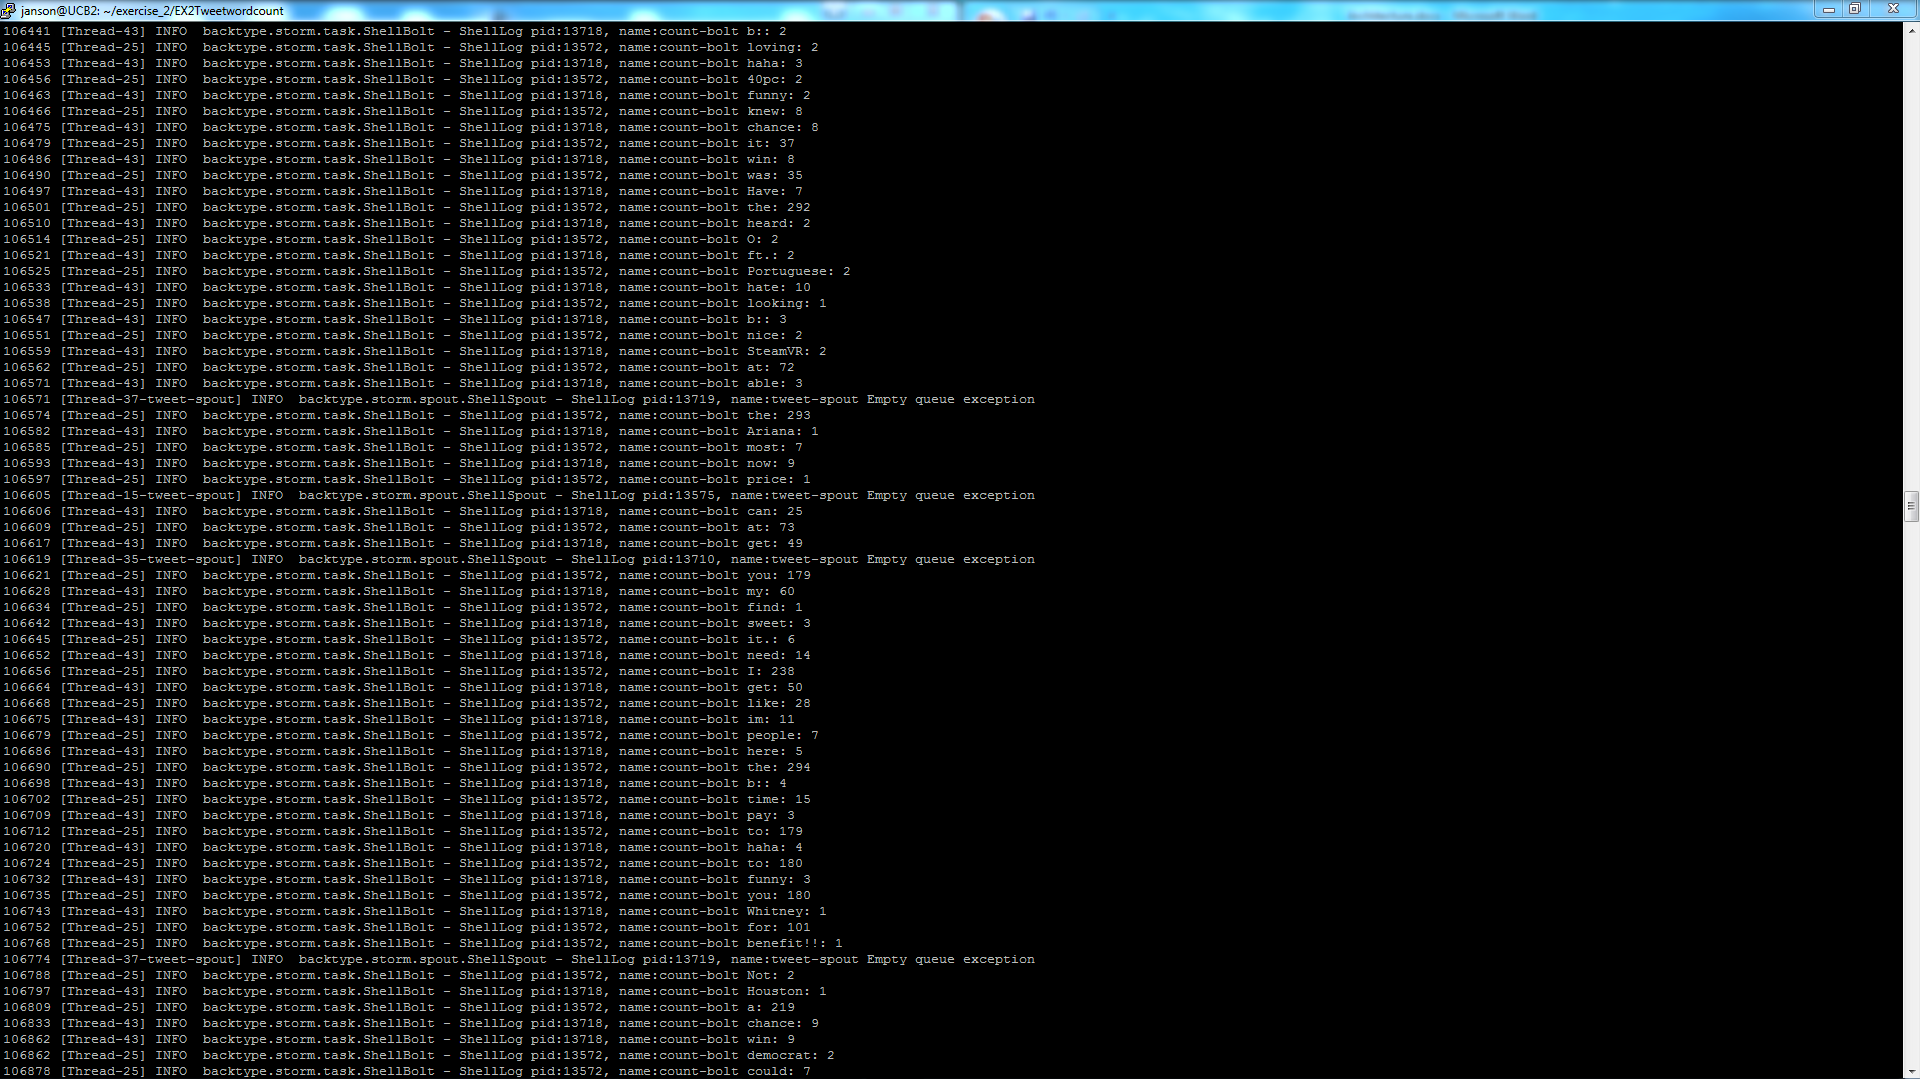 janson@UCB2: ~/exercise_2/EX2Tweetwordcount
106441 [Thread-43] INFO  backtype.storm.task.ShellBolt - ShellLog pid:13718, name:count-bolt b:: 2
106445 [Thread-25] INFO  backtype.storm.task.ShellBolt - ShellLog pid:13572, name:count-bolt loving: 2
106453 [Thread-43] INFO  backtype.storm.task.ShellBolt - ShellLog pid:13718, name:count-bolt haha: 3
106456 [Thread-25] INFO  backtype.storm.task.ShellBolt - ShellLog pid:13572, name:count-bolt 40pc: 2
106463 [Thread-43] INFO  backtype.storm.task.ShellBolt - ShellLog pid:13718, name:count-bolt funny: 2
106466 [Thread-25] INFO  backtype.storm.task.ShellBolt - ShellLog pid:13572, name:count-bolt knew: 8
106475 [Thread-43] INFO  backtype.storm.task.ShellBolt - ShellLog pid:13718, name:count-bolt chance: 8
106479 [Thread-25] INFO  backtype.storm.task.ShellBolt - ShellLog pid:13572, name:count-bolt it: 37
106486 [Thread-43] INFO  backtype.storm.task.ShellBolt - ShellLog pid:13718, name:count-bolt win: 8
106490 [Thread-25] INFO  backtype.storm.task.ShellBolt - ShellLog pid:13572, name:count-bolt was: 35
106497 [Thread-43] INFO  backtype.storm.task.ShellBolt - ShellLog pid:13718, name:count-bolt Have: 7
106501 [Thread-25] INFO  backtype.storm.task.ShellBolt - ShellLog pid:13572, name:count-bolt the: 292
106510 [Thread-43] INFO  backtype.storm.task.ShellBolt - ShellLog pid:13718, name:count-bolt heard: 2
106514 [Thread-25] INFO  backtype.storm.task.ShellBolt - ShellLog pid:13572, name:count-bolt O: 2
106521 [Thread-43] INFO  backtype.storm.task.ShellBolt - ShellLog pid:13718, name:count-bolt ft.: 2
106525 [Thread-25] INFO  backtype.storm.task.ShellBolt - ShellLog pid:13572, name:count-bolt Portuguese: 2
106533 [Thread-43] INFO  backtype.storm.task.ShellBolt - ShellLog pid:13718, name:count-bolt hate: 10
106538 [Thread-25] INFO  backtype.storm.task.ShellBolt - ShellLog pid:13572, name:count-bolt looking: 1
106547 [Thread-43] INFO  backtype.storm.task.ShellBolt - ShellLog pid:13718, name:count-bolt b:: 3
106551 [Thread-25] INFO  backtype.storm.task.ShellBolt - ShellLog pid:13572, name:count-bolt nice: 2
106559 [Thread-43] INFO  backtype.storm.task.ShellBolt - ShellLog pid:13718, name:count-bolt SteamVR: 2
106562 [Thread-25] INFO  backtype.storm.task.ShellBolt - ShellLog pid:13572, name:count-bolt at: 72
106571 [Thread-43] INFO  backtype.storm.task.ShellBolt - ShellLog pid:13718, name:count-bolt able: 3
106571 [Thread-37-tweet-spout] INFO  backtype.storm.spout.ShellSpout - ShellLog pid:13719, name:tweet-spout Empty queue exception
106574 [Thread-25] INFO  backtype.storm.task.ShellBolt - ShellLog pid:13572, name:count-bolt the: 293
106582 [Thread-43] INFO  backtype.storm.task.ShellBolt - ShellLog pid:13718, name:count-bolt Ariana: 1
106585 [Thread-25] INFO  backtype.storm.task.ShellBolt - ShellLog pid:13572, name:count-bolt most: 7
106593 [Thread-43] INFO  backtype.storm.task.ShellBolt - ShellLog pid:13718, name:count-bolt now: 9
106597 [Thread-25] INFO  backtype.storm.task.ShellBolt - ShellLog pid:13572, name:count-bolt price: 1
106605 [Thread-15-tweet-spout] INFO  backtype.storm.spout.ShellSpout - ShellLog pid:13575, name:tweet-spout Empty queue exception
106606 [Thread-43] INFO  backtype.storm.task.ShellBolt - ShellLog pid:13718, name:count-bolt can: 25
106609 [Thread-25] INFO  backtype.storm.task.ShellBolt - ShellLog pid:13572, name:count-bolt at: 73
106617 [Thread-43] INFO  backtype.storm.task.ShellBolt - ShellLog pid:13718, name:count-bolt get: 49
106619 [Thread-35-tweet-spout] INFO  backtype.storm.spout.ShellSpout - ShellLog pid:13710, name:tweet-spout Empty queue exception
106621 [Thread-25] INFO  backtype.storm.task.ShellBolt - ShellLog pid:13572, name:count-bolt you: 179
106628 [Thread-43] INFO  backtype.storm.task.ShellBolt - ShellLog pid:13718, name:count-bolt my: 60
106634 [Thread-25] INFO  backtype.storm.task.ShellBolt - ShellLog pid:13572, name:count-bolt find: 1
106642 [Thread-43] INFO  backtype.storm.task.ShellBolt - ShellLog pid:13718, name:count-bolt sweet: 3
106645 [Thread-25] INFO  backtype.storm.task.ShellBolt - ShellLog pid:13572, name:count-bolt it.: 6
106652 [Thread-43] INFO  backtype.storm.task.ShellBolt - ShellLog pid:13718, name:count-bolt need: 14
106656 [Thread-25] INFO  backtype.storm.task.ShellBolt - ShellLog pid:13572, name:count-bolt I: 238
106664 [Thread-43] INFO  backtype.storm.task.ShellBolt - ShellLog pid:13718, name:count-bolt get: 50
106668 [Thread-25] INFO  backtype.storm.task.ShellBolt - ShellLog pid:13572, name:count-bolt like: 28
106675 [Thread-43] INFO  backtype.storm.task.ShellBolt - ShellLog pid:13718, name:count-bolt im: 11
106679 [Thread-25] INFO  backtype.storm.task.ShellBolt - ShellLog pid:13572, name:count-bolt people: 7
106686 [Thread-43] INFO  backtype.storm.task.ShellBolt - ShellLog pid:13718, name:count-bolt here: 5
106690 [Thread-25] INFO  backtype.storm.task.ShellBolt - ShellLog pid:13572, name:count-bolt the: 294
106698 [Thread-43] INFO  backtype.storm.task.ShellBolt - ShellLog pid:13718, name:count-bolt b:: 4
106702 [Thread-25] INFO  backtype.storm.task.ShellBolt - ShellLog pid:13572, name:count-bolt time: 15
106709 [Thread-43] INFO  backtype.storm.task.ShellBolt - ShellLog pid:13718, name:count-bolt pay: 3
106712 [Thread-25] INFO  backtype.storm.task.ShellBolt - ShellLog pid:13572, name:count-bolt to: 179
106720 [Thread-43] INFO  backtype.storm.task.ShellBolt - ShellLog pid:13718, name:count-bolt haha: 4
106724 [Thread-25] INFO  backtype.storm.task.ShellBolt - ShellLog pid:13572, name:count-bolt to: 180
106732 [Thread-43] INFO  backtype.storm.task.ShellBolt - ShellLog pid:13718, name:count-bolt funny: 3
106735 [Thread-25] INFO  backtype.storm.task.ShellBolt - ShellLog pid:13572, name:count-bolt you: 180
106743 [Thread-43] INFO  backtype.storm.task.ShellBolt - ShellLog pid:13718, name:count-bolt Whitney: 1
106752 [Thread-25] INFO  backtype.storm.task.ShellBolt - ShellLog pid:13572, name:count-bolt for: 101
106768 [Thread-25] INFO  backtype.storm.task.ShellBolt - ShellLog pid:13572, name:count-bolt benefit!!: 1
106774 [Thread-37-tweet-spout] INFO  backtype.storm.spout.ShellSpout - ShellLog pid:13719, name:tweet-spout Empty queue exception
106788 [Thread-25] INFO  backtype.storm.task.ShellBolt - ShellLog pid:13572, name:count-bolt Not: 2
106797 [Thread-43] INFO  backtype.storm.task.ShellBolt - ShellLog pid:13718, name:count-bolt Houston: 1
106809 [Thread-25] INFO  backtype.storm.task.ShellBolt - ShellLog pid:13572, name:count-bolt a: 219
106833 [Thread-43] INFO  backtype.storm.task.ShellBolt - ShellLog pid:13718, name:count-bolt chance: 9
106862 [Thread-43] INFO  backtype.storm.task.ShellBolt - ShellLog pid:13718, name:count-bolt win: 9
106862 [Thread-25] INFO  backtype.storm.task.ShellBolt - ShellLog pid:13572, name:count-bolt democrat: 2
106878 [Thread-25] INFO  backtype.storm.task.ShellBolt - ShellLog pid:13572, name:count-bolt could: 7